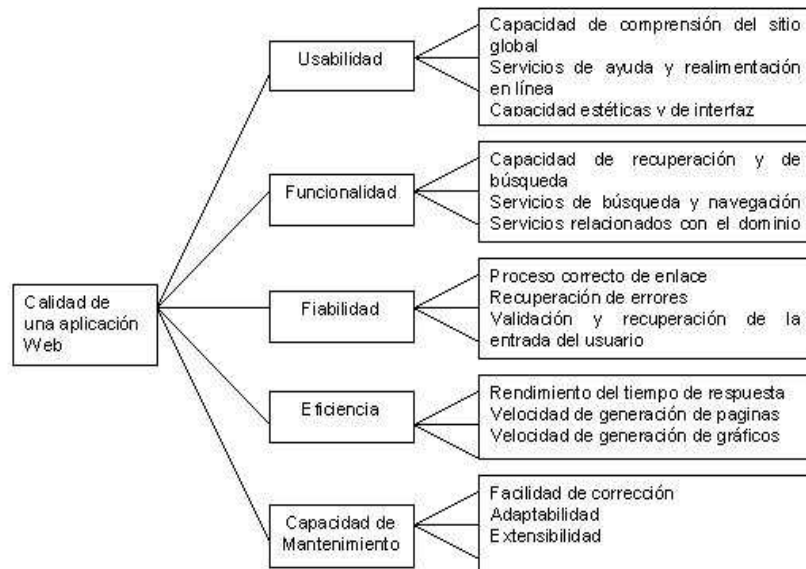 Capacidad de comprensión del sitio
global
Servicios de ayuda y realimentación
en línea
Capacidad estéticas y de interfaz
Usabilidad
Capacidad de recuperación y de
búsqueda
Servicios de búsqueda y navegación
Servicios relacionados con el dominio
Funcionalidad
Calidad de
una aplicación
Web
Proceso correcto de enlace
Recuperación de errores
Validación y recuperación de la
entrada del usuario
Fiabilidad
Rendimiento del tiempo de respuesta
Velocidad de generación de paginas
Velocidad de generación de gráficos
Eficiencia
Facilidad de corrección
Adaptabilidad
Extensibilidad
Capacidad de
Mantenimiento